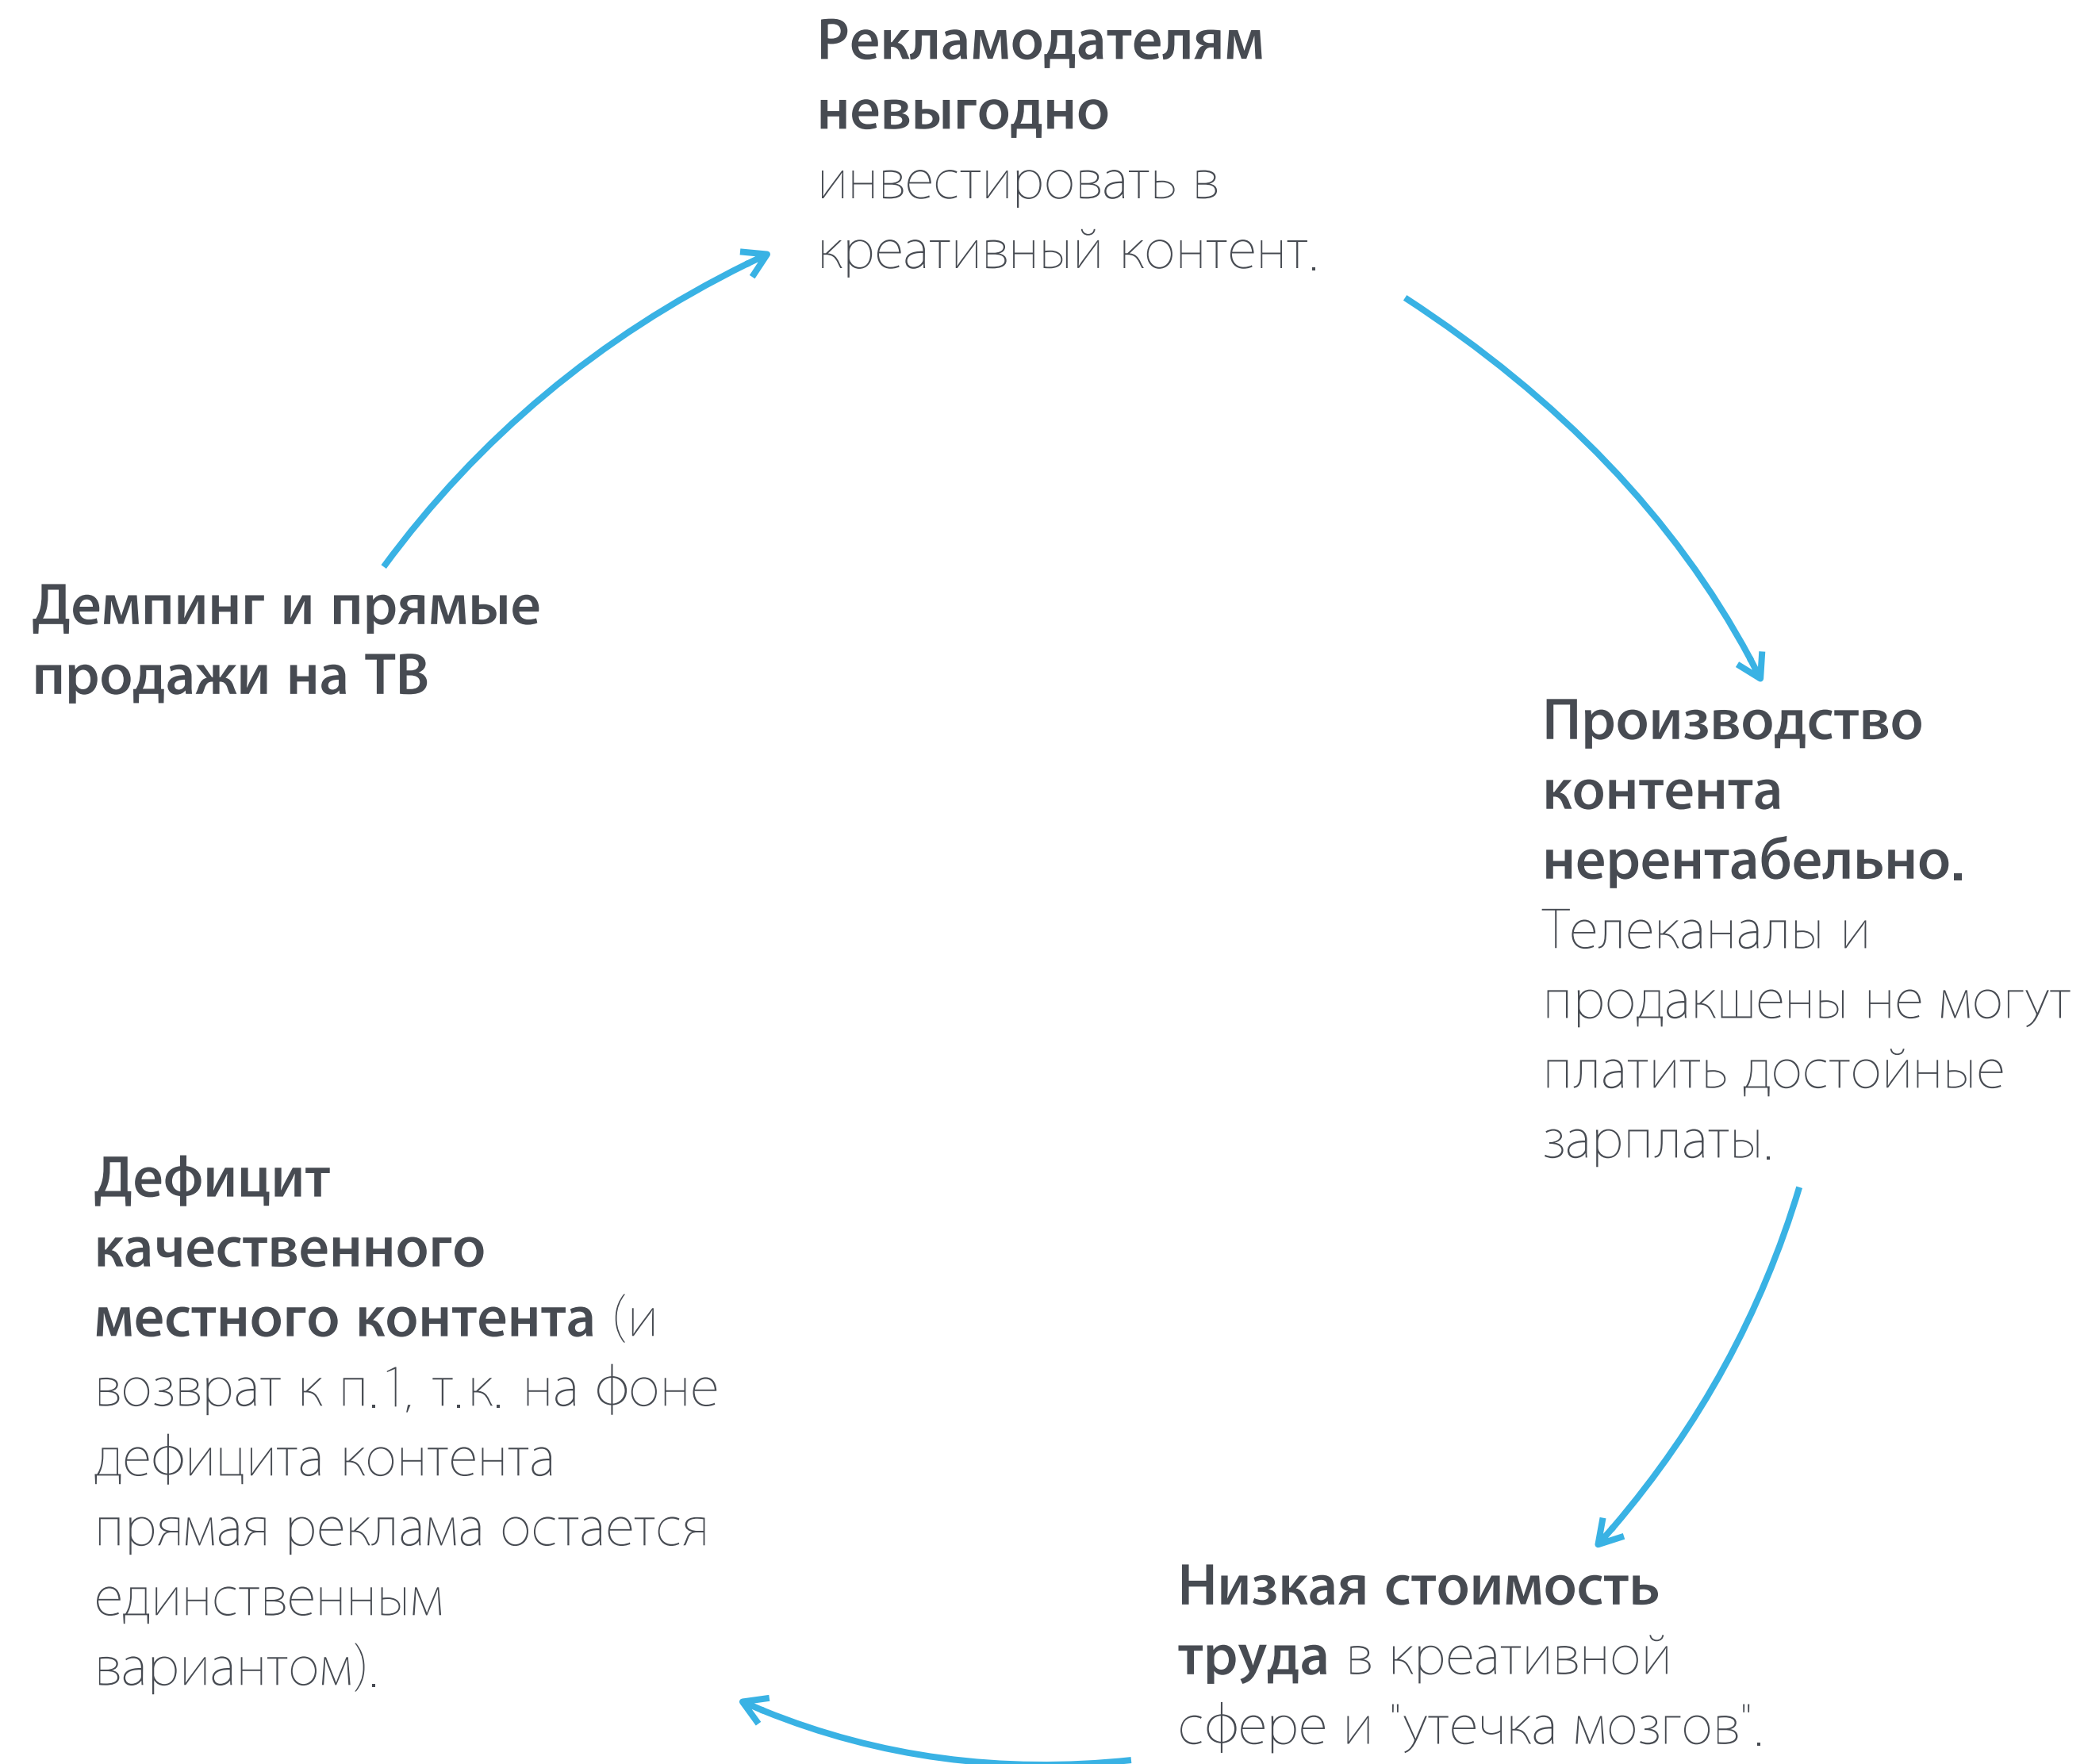 Рекламодателям
невыгодно
инвестировать в
креативный контент.
Демпинг и прямые
продажи на ТВ
Производство
контента
нерентабельно.
Телеканалы и
продакшены не могут
платить достойные
зарплаты.
Дефицит
качественного
местного контента (и
возврат к п.1, т.к. на фоне
дефицита контента
прямая реклама остается
единственным
вариантом).
Низкая стоимость
труда в креативной
сфере и "утечка мозгов".